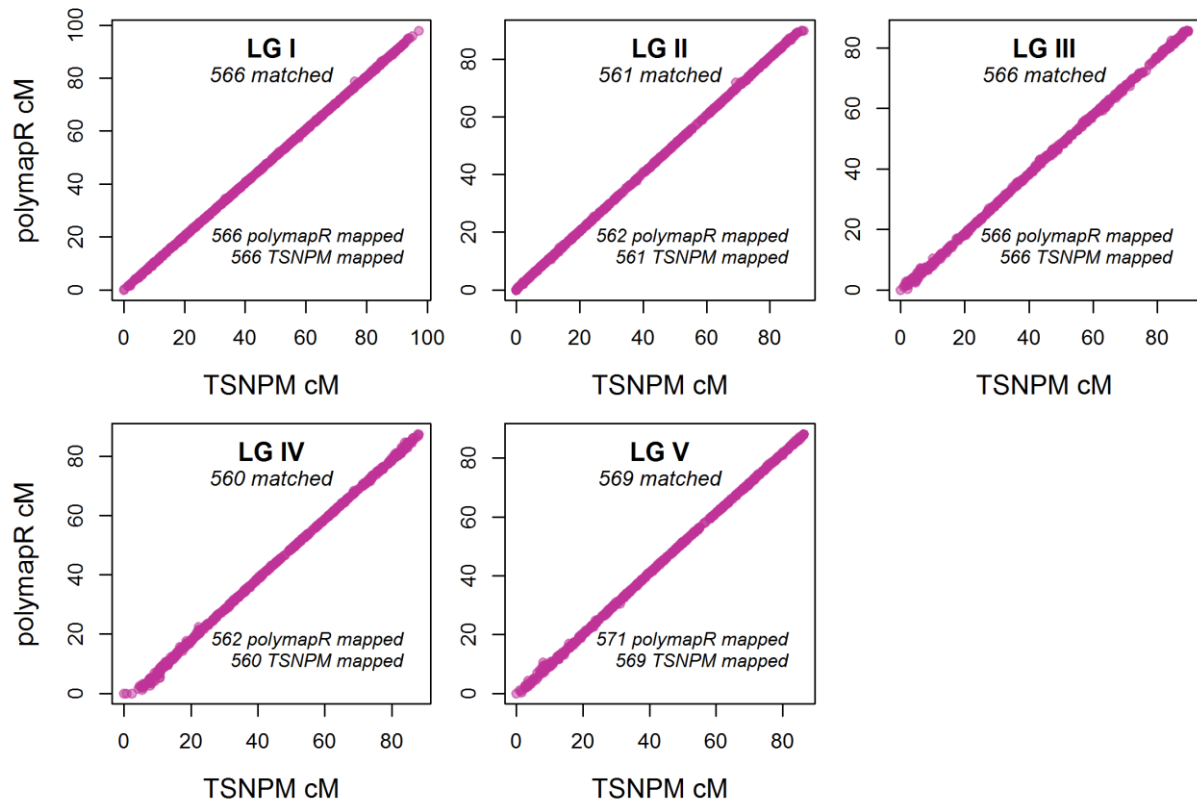 LG I
566 matched
566 polymapR mapped
566 TSNPM mapped
polymapR cM
0 20 40 60 80 100
0 20 40 60 80 100
TSNPM cM
LG II
561 matched
562 polymapR mapped
561 TSNPM mapped
0 20 40 60 80
0 20 40 60 80
TSNPM cM
LG III
566 matched
566 polymapR mapped
566 TSNPM mapped
0 20 40 60 80
0 20 40 60 80
TSNPM cM
LG IV
560 matched
562 polymapR mapped
560 TSNPM mapped
polymapR cM
0 20 40 60 80
0 20 40 60 80
TSNPM cM
LG V
569 matched
571 polymapR mapped
569 TSNPM mapped
0 20 40 60 80
0 20 40 60 80
TSNPM cM